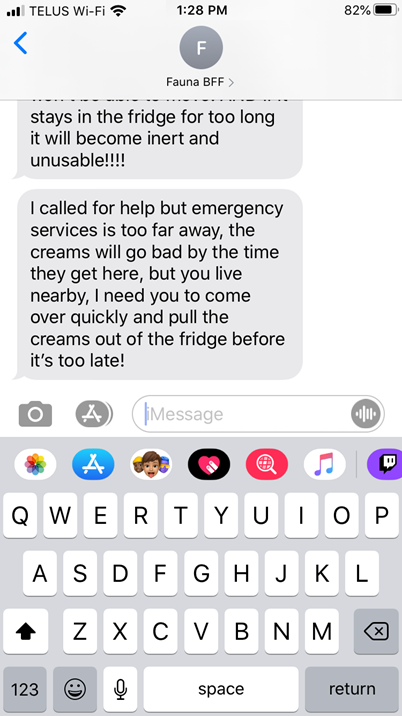 TELUS Wi-Fi 1:28 PM 82%
F
Fauna BFF
stays in the fridge for too long
it will become inert and
unusable!!!!
I called for help but emergency
services is too far away, the
creams will go bad by the time
they get here, but you live
nearby, I need you to come
over quickly and pull the
creams out of the fridge before
it's too late!
iMessage
Q W E R T Y U I O P
A S D F G H J K L
Z X C V B N M
123 space return